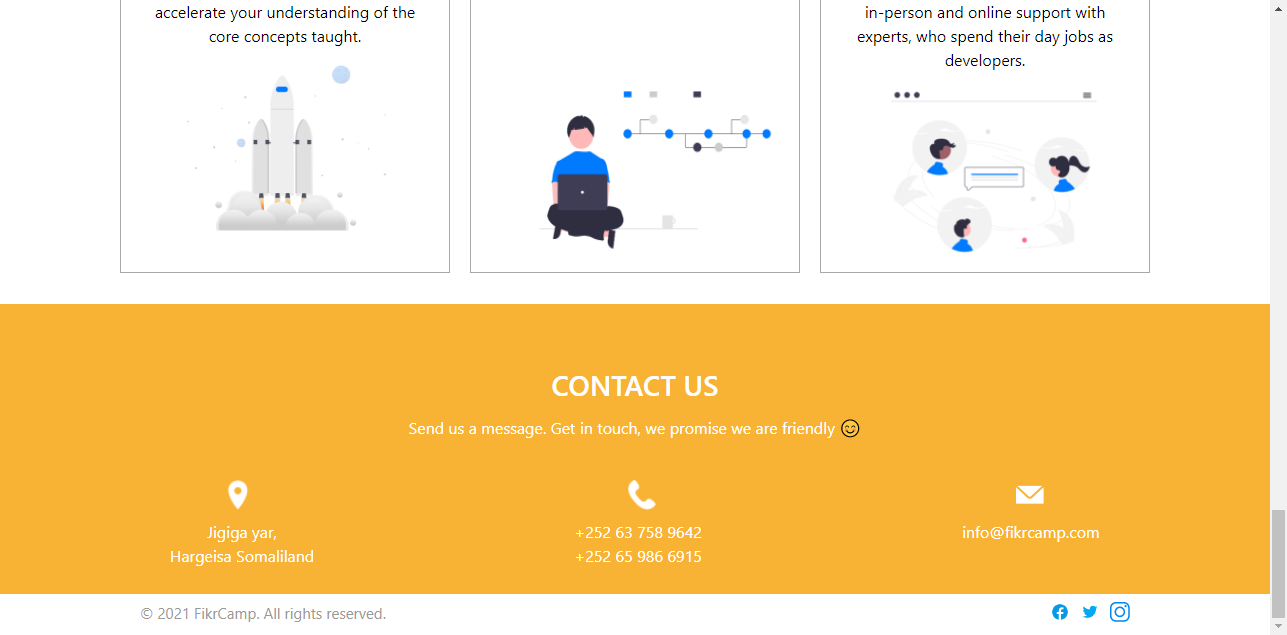 accelerate your understanding of the
core concepts taught.
in-person and online support with
experts, who spend their day jobs as
developers.
CONTACT US
Send us a message. Get in touch, we promise we are friendly 😊
Jigiga yar,
Hargeisa Somaliland
+252 63 758 9642
+252 65 986 6915
info@fikrcamp.com
© 2021 FikrCamp. All rights reserved.